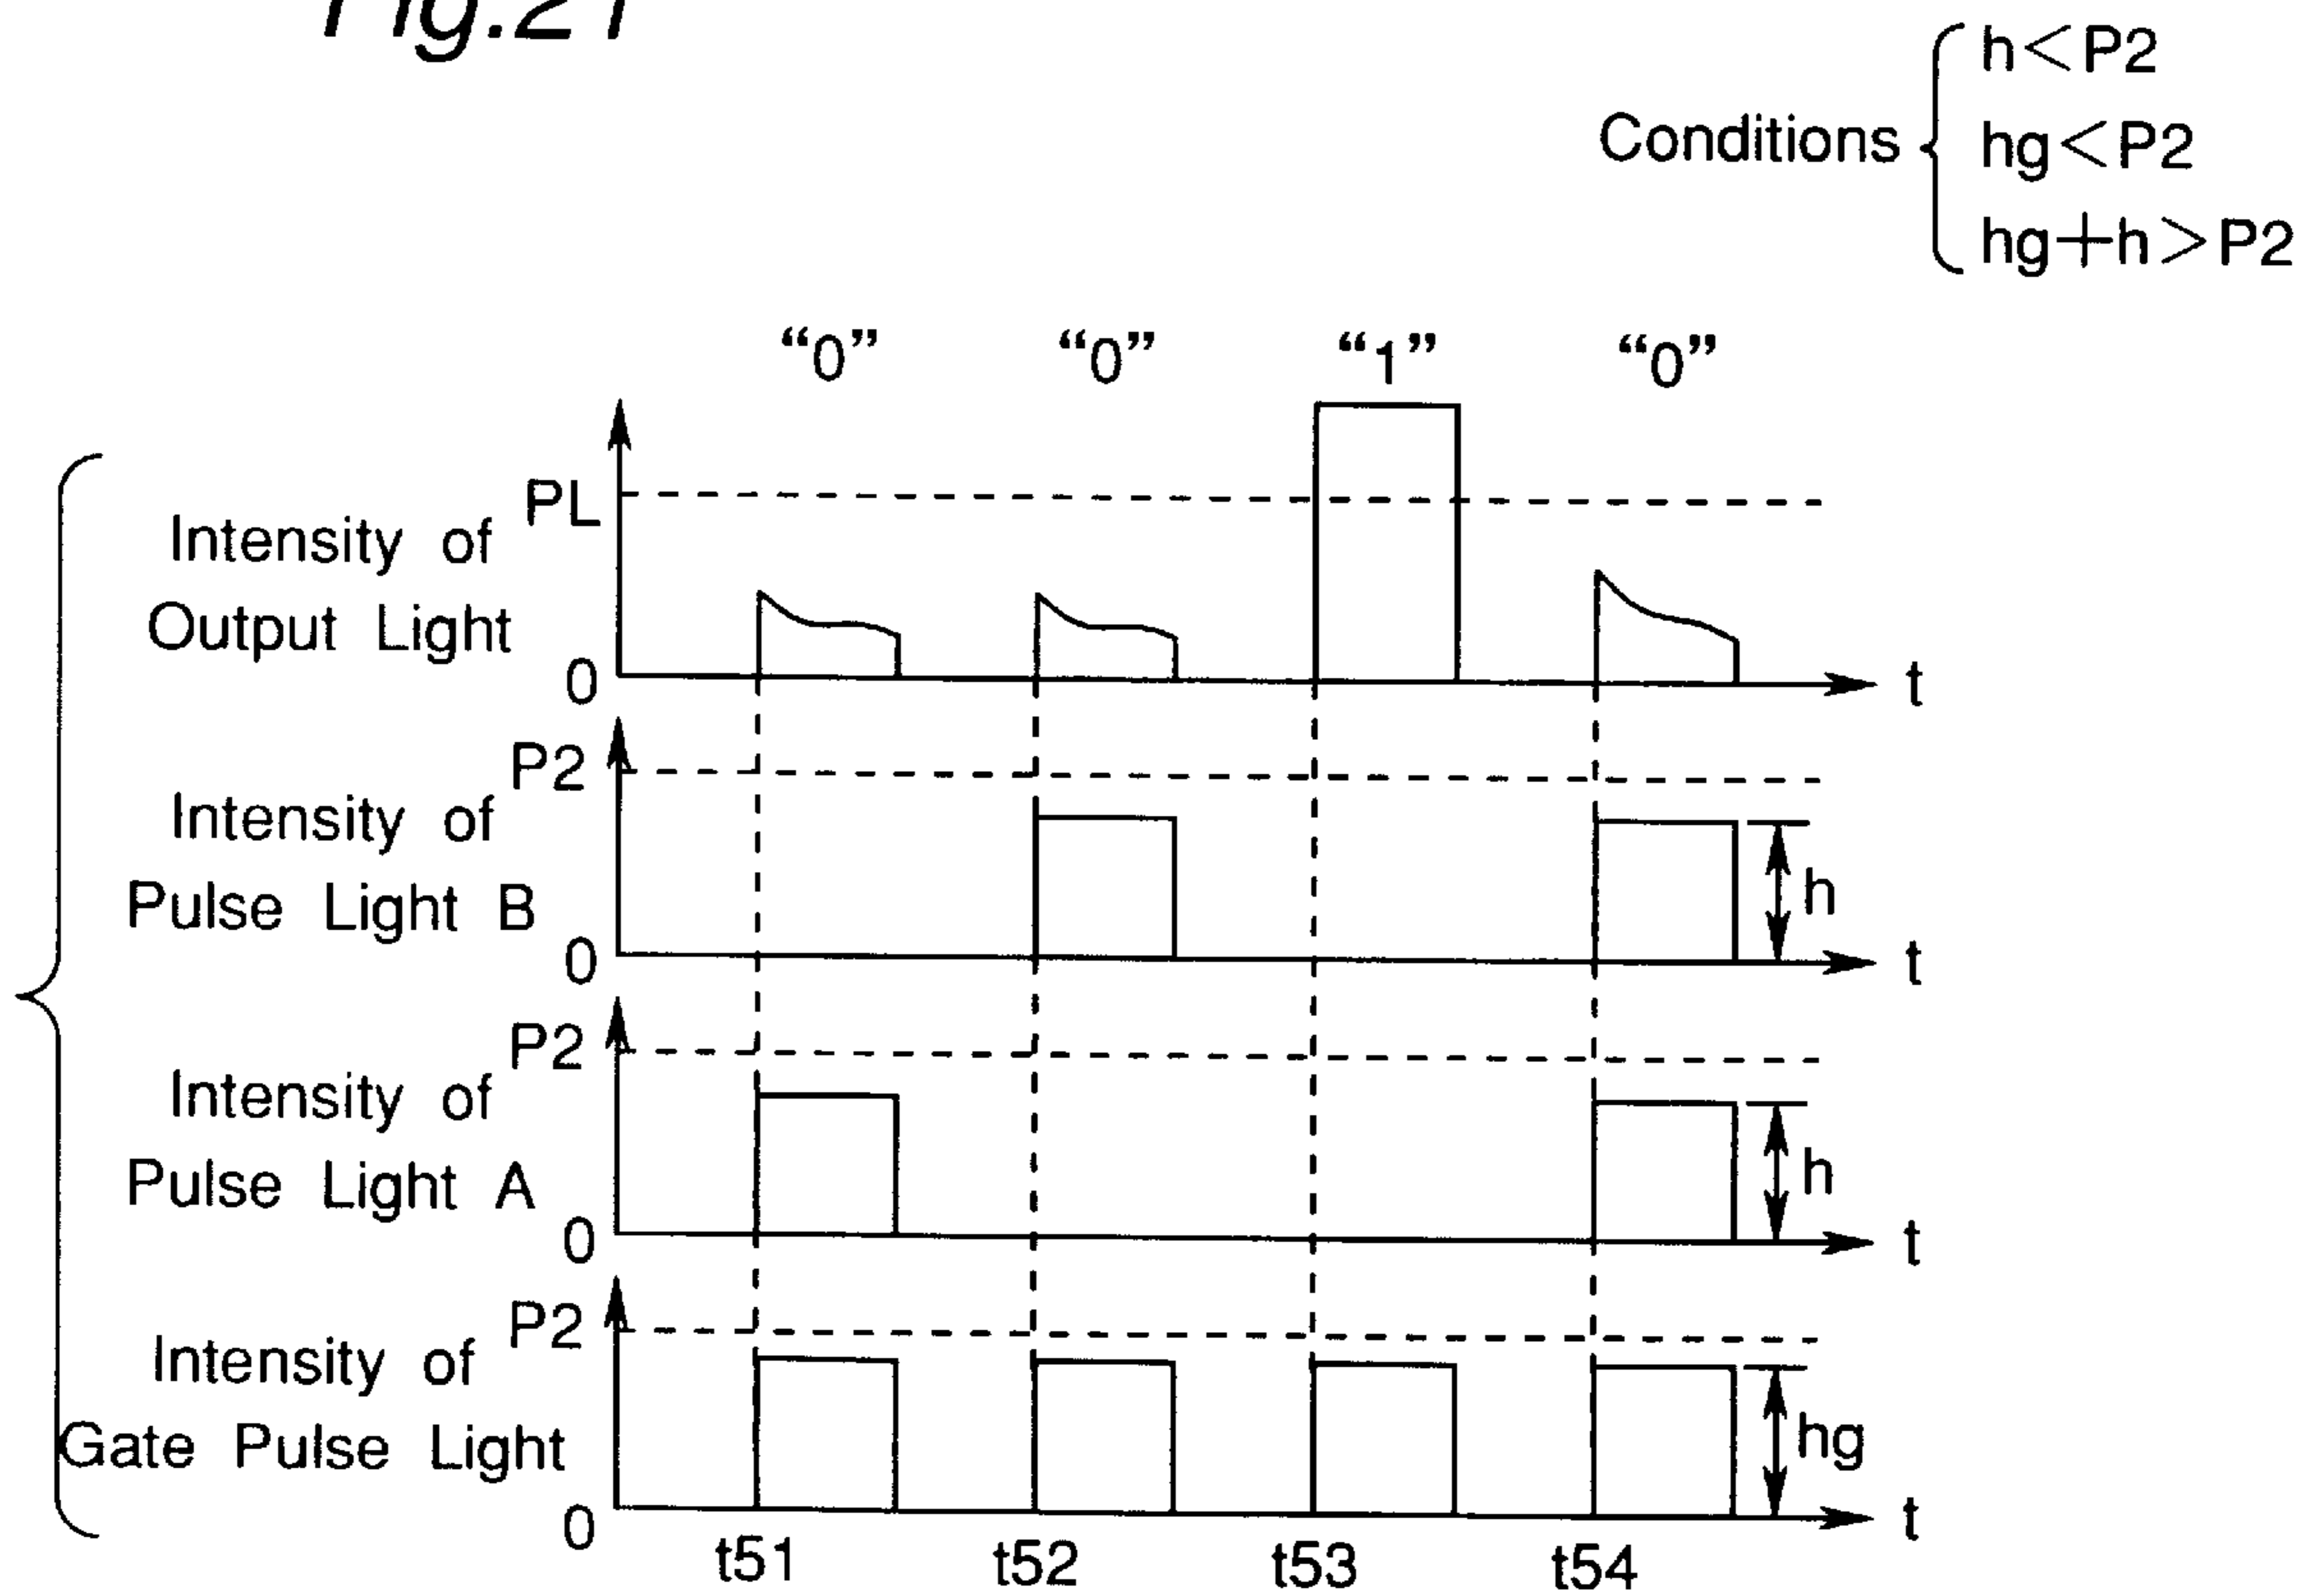 Fig.21
Conditions
h<P2
hg<P2
hg+h>P2
“0” “0” “1” “0”
Intensity of
Output Light
PL
0
t
Intensity of
Pulse Light B
P2
0
h
t
Intensity of
Pulse Light A
P2
0
h
t
Intensity of
Gate Pulse Light
P2
0
hg
t
t51 t52 t53 t54